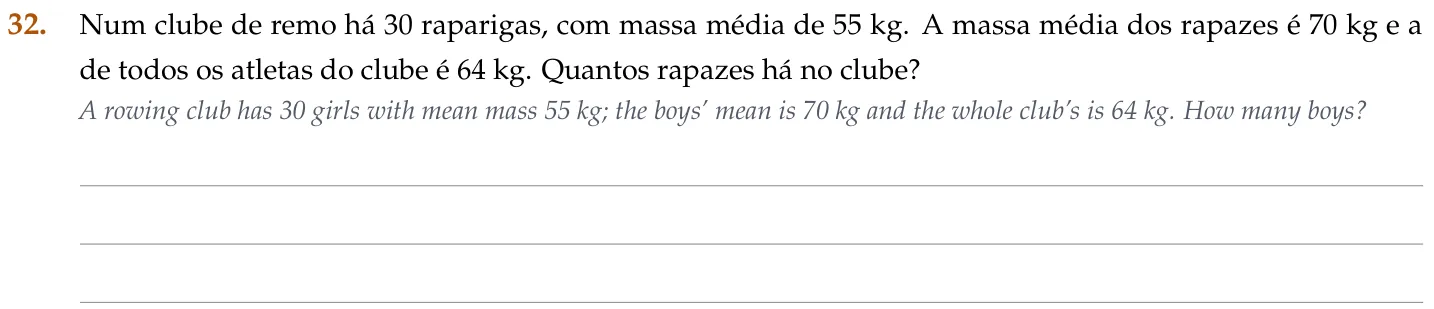 32. Num clube de remo há 30 raparigas, com massa média de 55 kg. A massa média dos rapazes é 70 kg e a
de todos os atletas do clube é 64 kg. Quantos rapazes há no clube?
A rowing club has 30 girls with mean mass 55 kg; the boys’ mean is 70 kg and the whole club’s is 64 kg. How many boys?